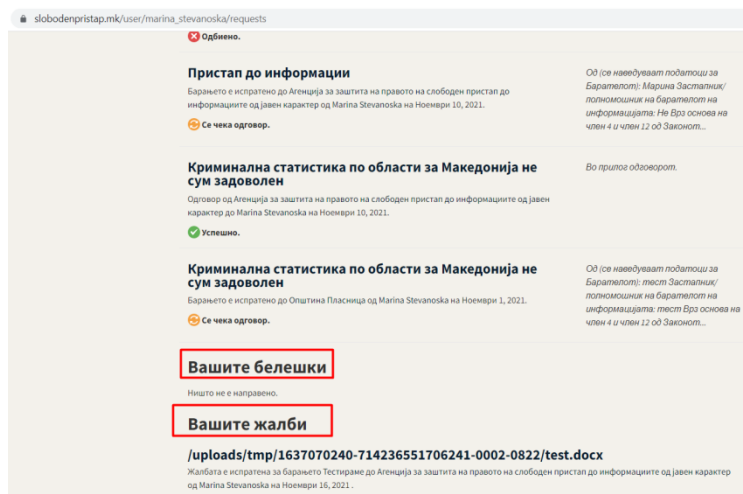 slobodenpristap.mk/user/marina_stevanoska/requests
Одбиено.
Пристап до информации
Барањето е испратено до Агенција за заштита на правото на слободен пристап до
информациите од јавен карактер од Marina Stevanoska на Ноември 10, 2021.
Се чека одговор.
Од (се наведуваат податоци за
Барателот): Марина Застапник/
полномошник на барателот на
информацијата: Не Врз основа на
член 4 и член 12 од Законот...
Криминална статистика по области за Македонија не
сум задоволен
Одговор од Агенција за заштита на правото на слободен пристап до информациите од јавен
карактер до Marina Stevanoska на Ноември 10, 2021.
Успешно.
Во прилог одговорот.
Криминална статистика по области за Македонија не
сум задоволен
Барањето е испратено до Општина Пласница од Marina Stevanoska на Ноември 1, 2021.
Се чека одговор.
Од (се наведуваат податоци за
Барателот): тест Застапник/
полномошник на барателот на
информацијата: тест Врз основа на
член 4 и член 12 од Законот...
Вашите белешки
Ништо не е направено.
Вашите жалби
/uploads/tmp/1637070240-714236551706241-0002-0822/test.docx
Жалбата е испратена за барањето Тестираме до Агенција за заштита на правото на слободен пристап до информациите од јавен карактер
од Marina Stevanoska на Ноември 16, 2021 .